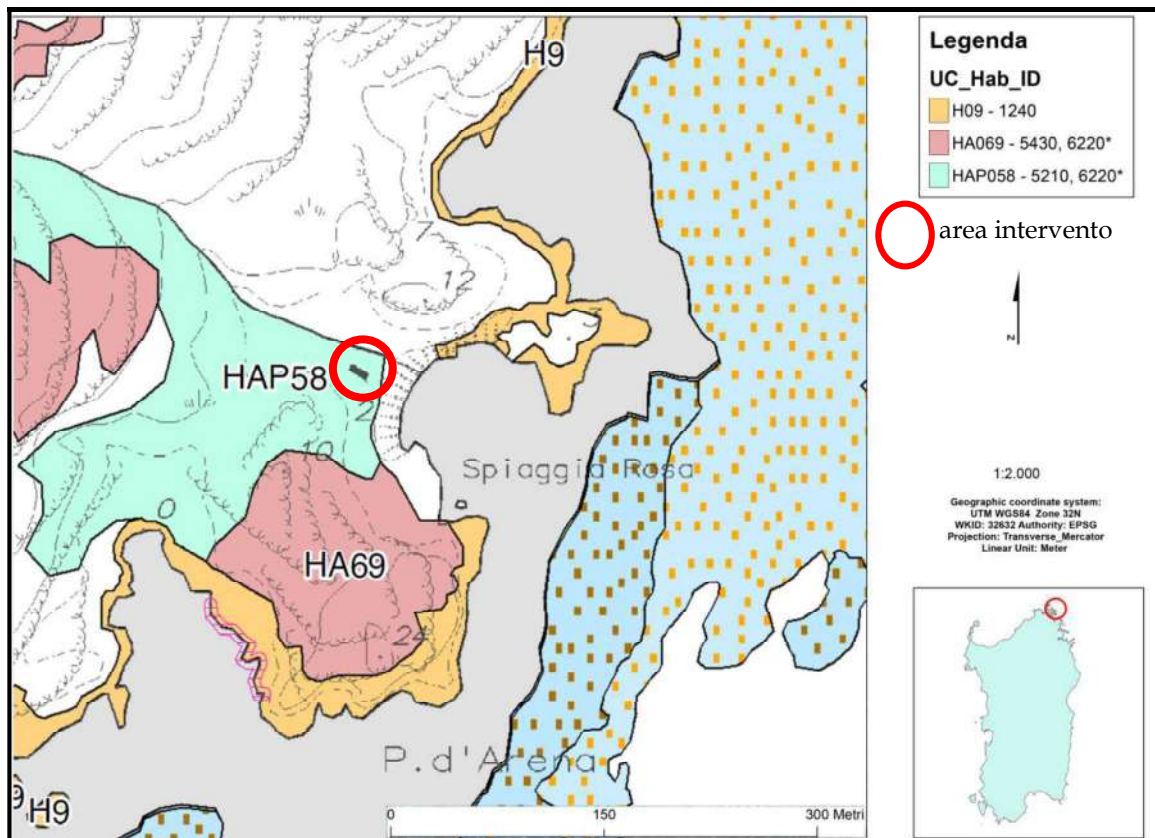 H9
Legenda
UC_Hab_ID
H09 - 1240
HA069 - 5430, 6220*
HAP058 - 5210, 6220*
area intervento
7
12
N
HAP58
2
10
Spiaggia Rosa
1:2.000
Geographic coordinate system:
UTM WGS84 Zone 32N
WKID: 32632 Authority: EPSG
Projection: Transverse_Mercator
Linear Unit: Meter
0
HA69
24
P.d'Arena
9
H9
0 150 300 Metri